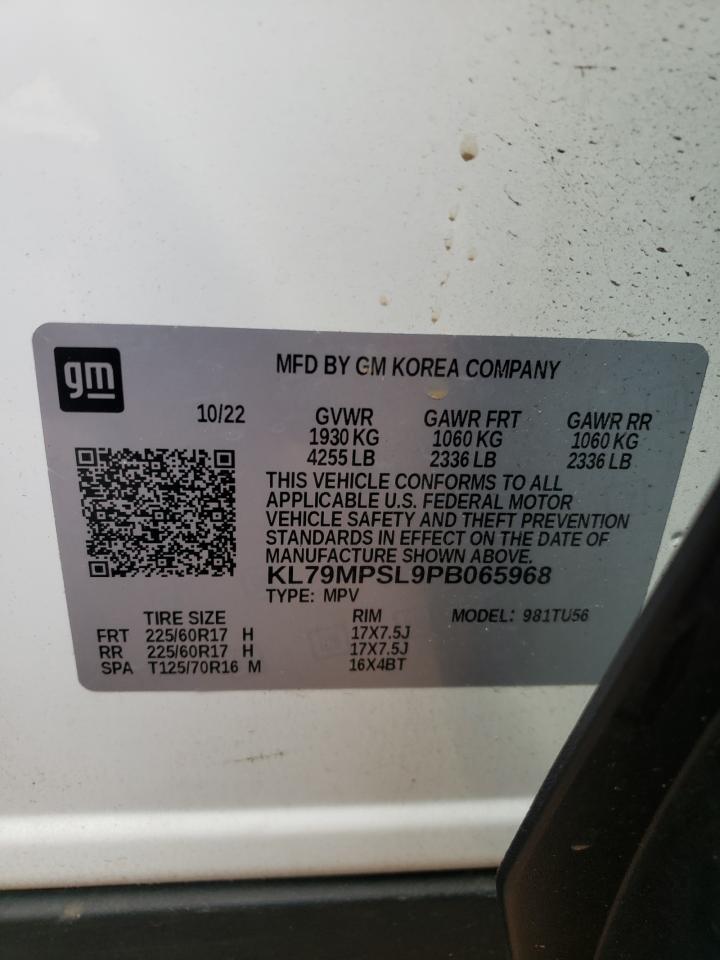 gm
MFD BY GM KOREA COMPANY
10/22 GVWR GAWR FRT GAWR RR
1930 KG 1060 KG 1060 KG
4255 LB 2336 LB 2336 LB
THIS VEHICLE CONFORMS TO ALL
APPLICABLE U.S. FEDERAL MOTOR
VEHICLE SAFETY AND THEFT PREVENTION
STANDARDS IN EFFECT ON THE DATE OF
MANUFACTURE SHOWN ABOVE.
KL79MPSL9PB065968
TYPE: MPV
TIRE SIZE RIM MODEL: 981TU56
FRT 225/60R17 H 17X7.5J
RR 225/60R17 H 17X7.5J
SPA T125/70R16 M 16X4BT